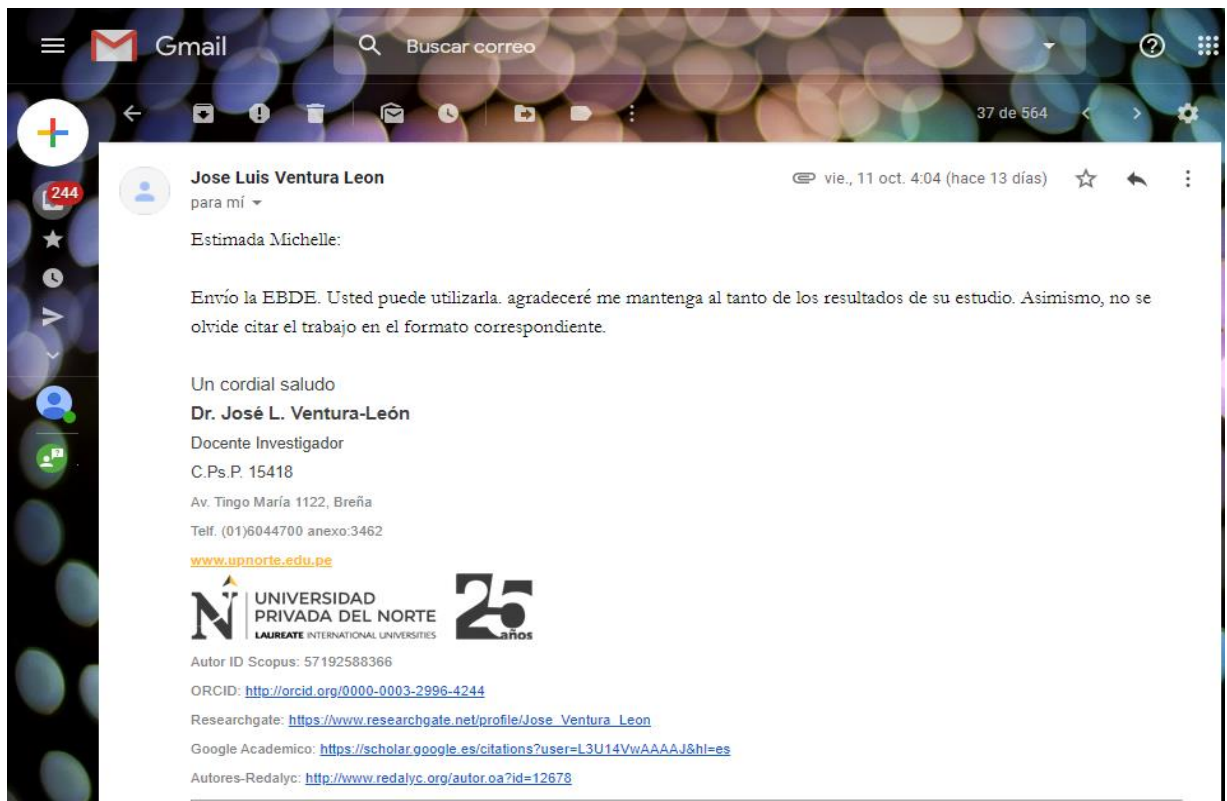 Gmail
Buscar correo
37 de 564
244
Jose Luis Ventura Leon
vie., 11 oct. 4:04 (hace 13 días)
para mí
Estimada Michelle:
Envío la EBDE. Usted puede utilizarla. agradeceré me mantenga al tanto de los resultados de su estudio. Asimismo, no se
olvide citar el trabajo en el formato correspondiente.
Un cordial saludo
Dr. José L. Ventura-León
Docente Investigador
C.Ps.P. 15418
Av. Tingo María 1122, Breña
Telf. (01)6044700 anexo:3462
www.upnorte.edu.pe
N UNIVERSIDAD
PRIVADA DEL NORTE
LAUREATE INTERNATIONAL UNIVERSITIES
25
años
Autor ID Scopus: 57192588366
ORCID: http://orcid.org/0000-0003-2996-4244
Researchgate: https://www.researchgate.net/profile/Jose_Ventura_Leon
Google Academico: https://scholar.google.es/citations?user=L3U14VwAAAAJ&hl=es
Autores-Redalyc: http://www.redalyc.org/autor.oa?id=12678